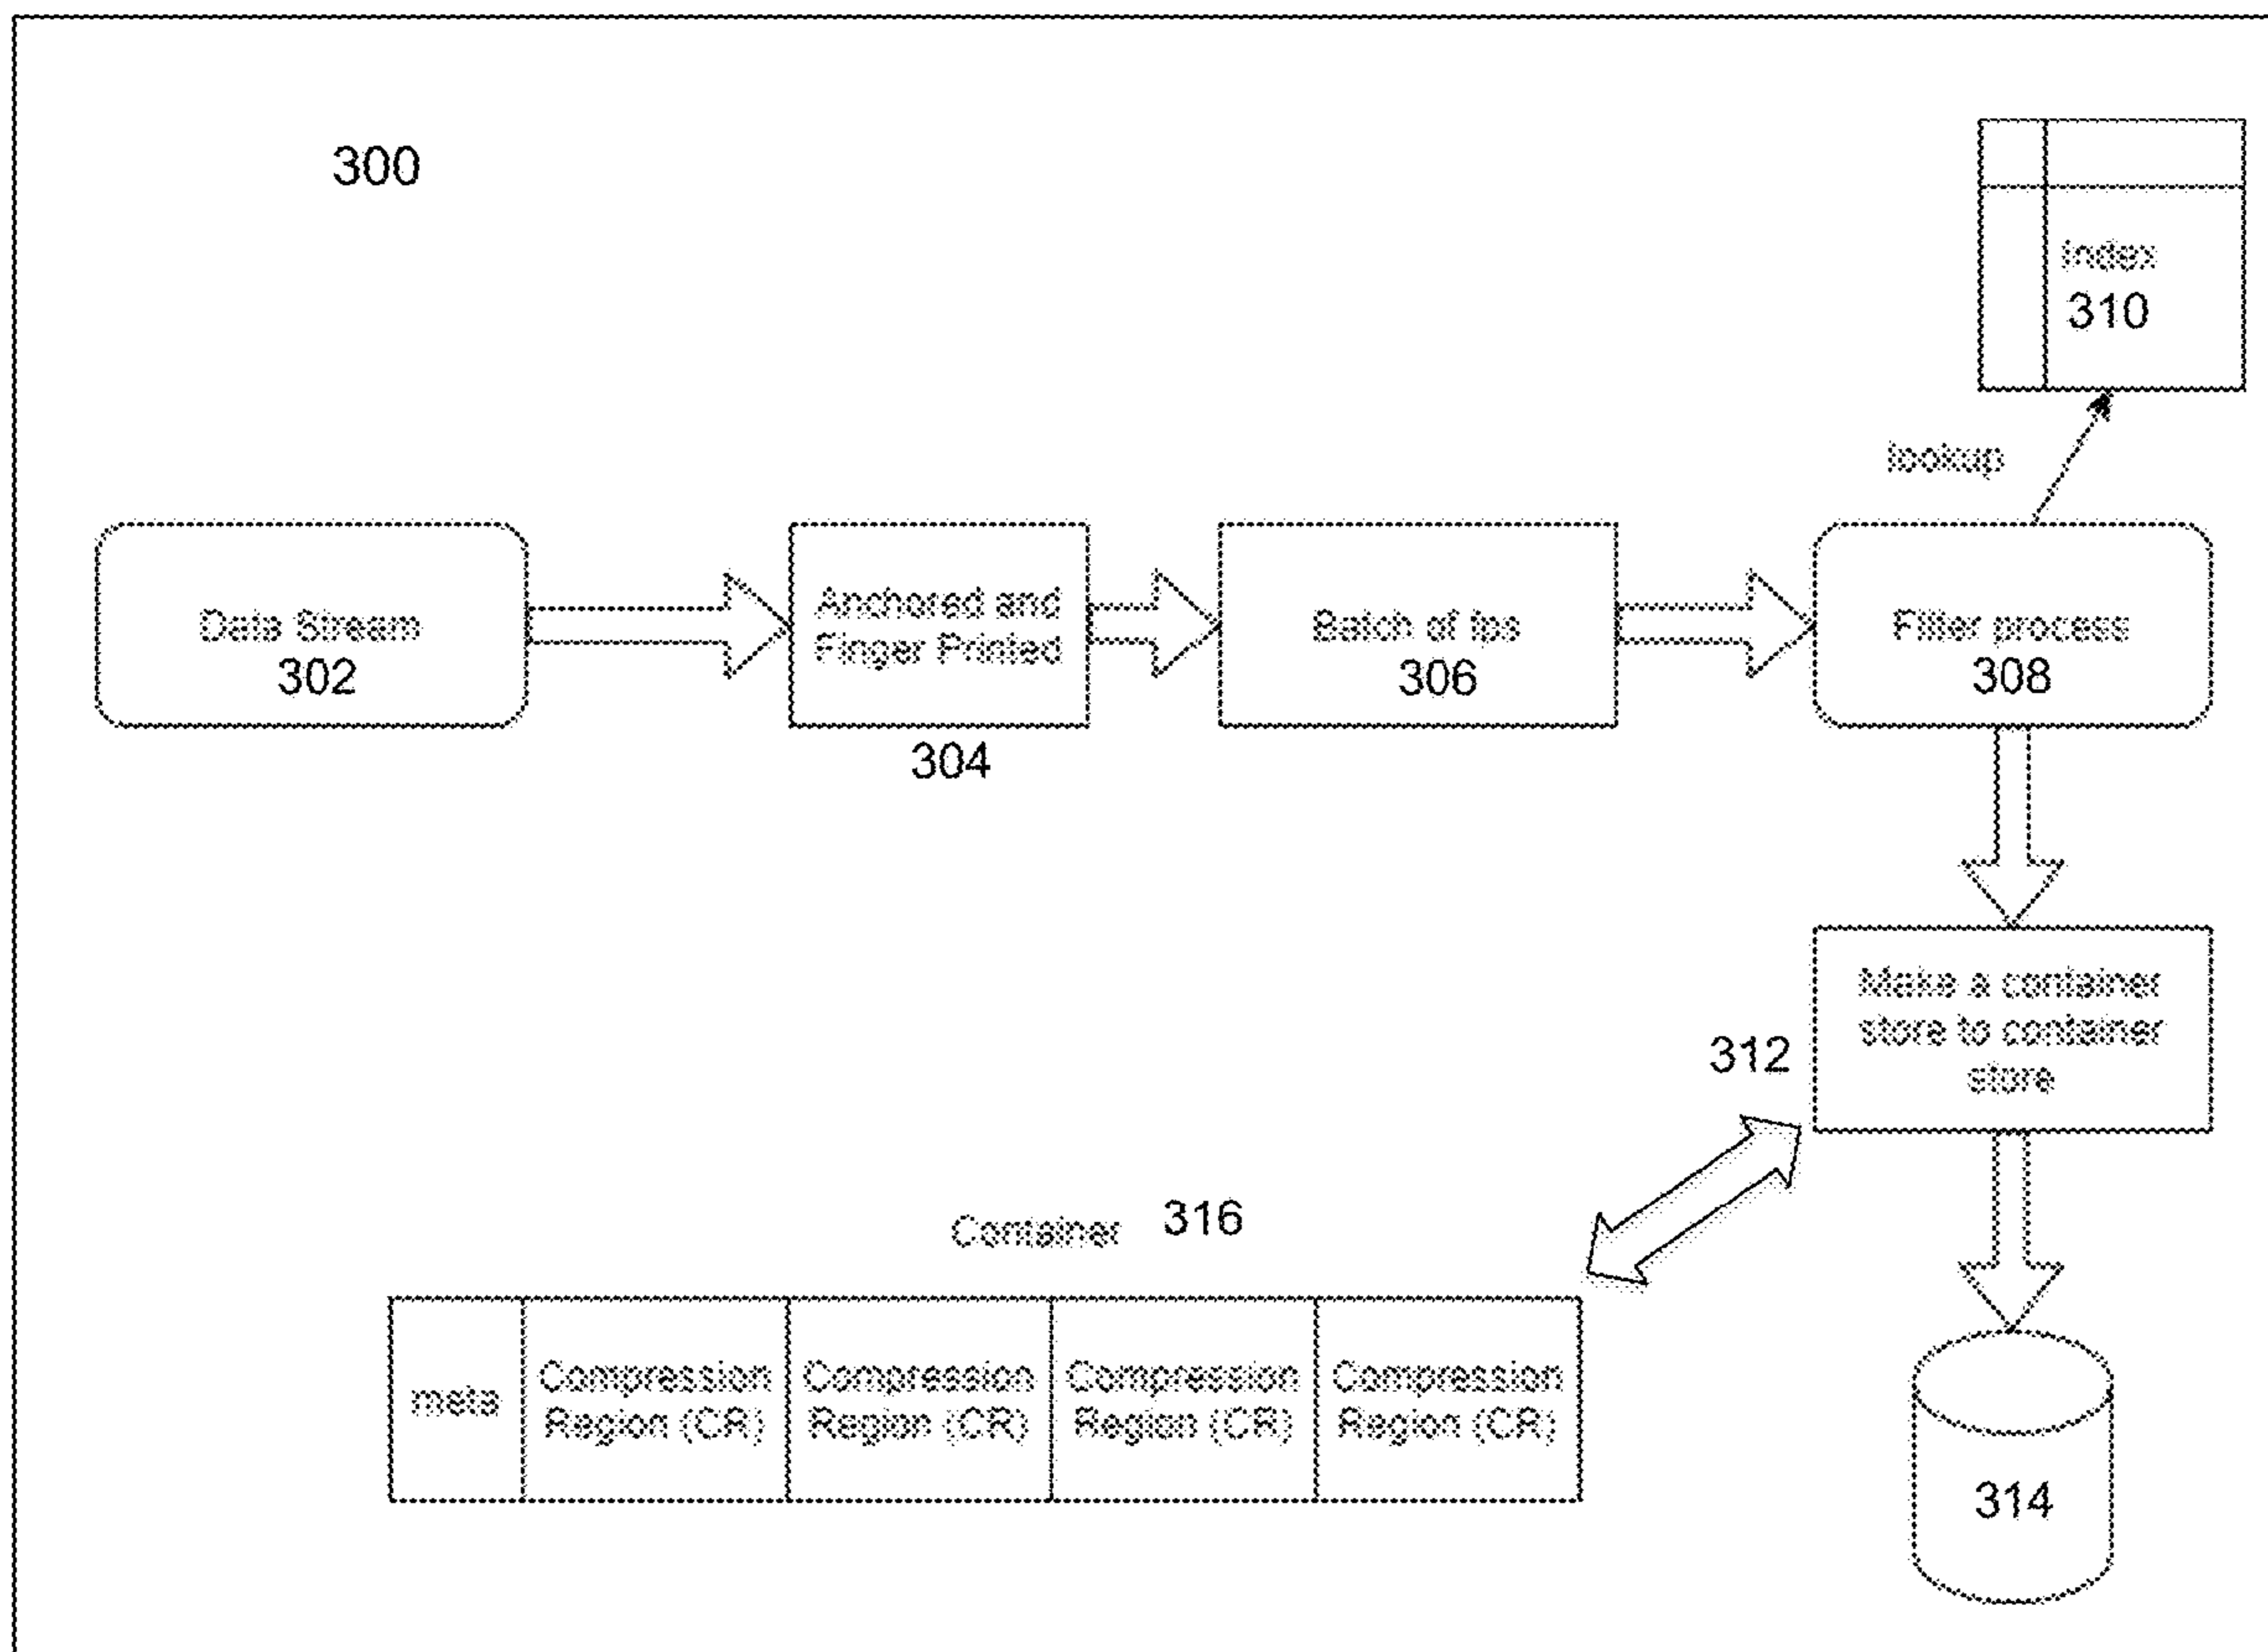 300
Index
310
lookup
Data Stream
302
Anchored and
Finger Printed
304
Batch of fps
306
Filter process
308
Make a container
store to container
store
312
Container 316
meta
Compression
Region (CR)
Compression
Region (CR)
Compression
Region (CR)
Compression
Region (CR)
314